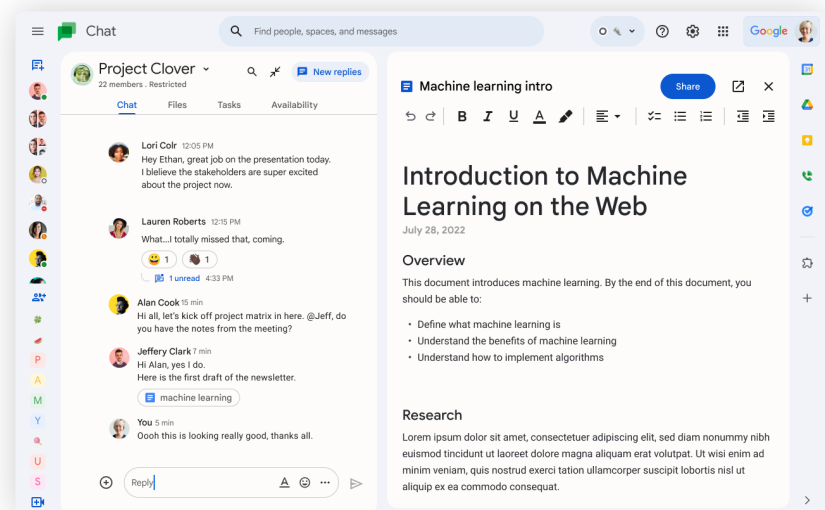 Chat
Find people, spaces, and messages
Google
Project Clover
22 members . Restricted
New replies
Chat Files Tasks Availability
Lori Colr 12:05 PM
Hey Ethan, great job on the presentation today.
I blelieve the stakeholders are super excited
about the project now.
Lauren Roberts 12:15 PM
What...I totally missed that, coming.
1 1
1 unread 4:33 PM
Alan Cook 15 min
Hi all, let's kick off project matrix in here. @Jeff, do
you have the notes from the meeting?
Jeffery Clark 7 min
Hi Alan, yes I do.
Here is the first draft of the newsletter.
machine learning
You 5 min
Oooh this is looking really good, thanks all.
Reply
P
A
M
Y
U
S
Machine learning intro
Share
B I U A
Introduction to Machine
Learning on the Web
July 28, 2022
Overview
This document introduces machine learning. By the end of this document, you
should be able to:
• Define what machine learning is
• Understand the benefits of machine learning
• Understand how to implement algorithms
Research
Lorem ipsum dolor sit amet, consectetuer adipiscing elit, sed diam nonummy nibh
euismod tincidunt ut laoreet dolore magna aliquam erat volutpat. Ut wisi enim ad
minim veniam, quis nostrud exerci tation ullamcorper suscipit lobortis nisl ut
aliquip ex ea commodo consequat.